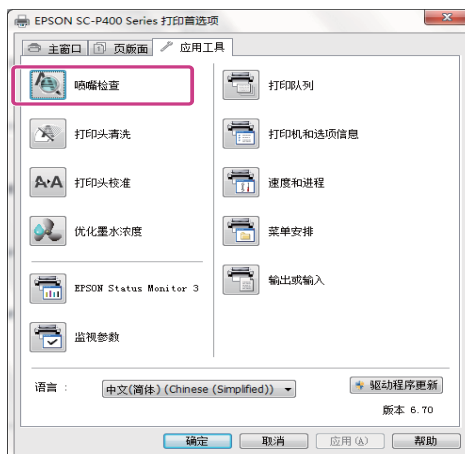 EPSON SC-P400 Series 打印首选项
主窗口 页版面 应用工具
喷嘴检查
打印头清洗
打印头校准
优化墨水浓度
EPSON Status Monitor 3
监视参数
打印队列
打印机和选项信息
速度和进程
菜单安排
输出或输入
语言 : 中文(简体) (Chinese (Simplified)) 驱动程序更新
版本 6.70
确定 取消 应用(A) 帮助